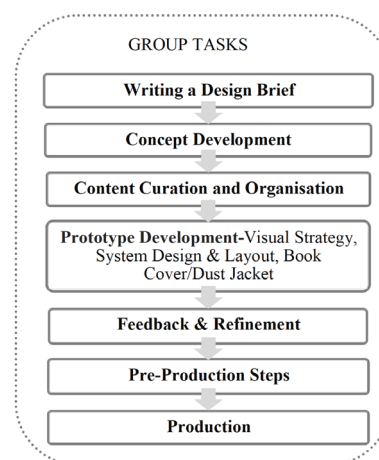 GROUP TASKS
Writing a Design Brief
Concept Development
Content Curation and Organisation
Prototype Development-Visual Strategy,
System Design & Layout, Book
Cover/Dust Jacket
Feedback & Refinement
Pre-Production Steps
Production